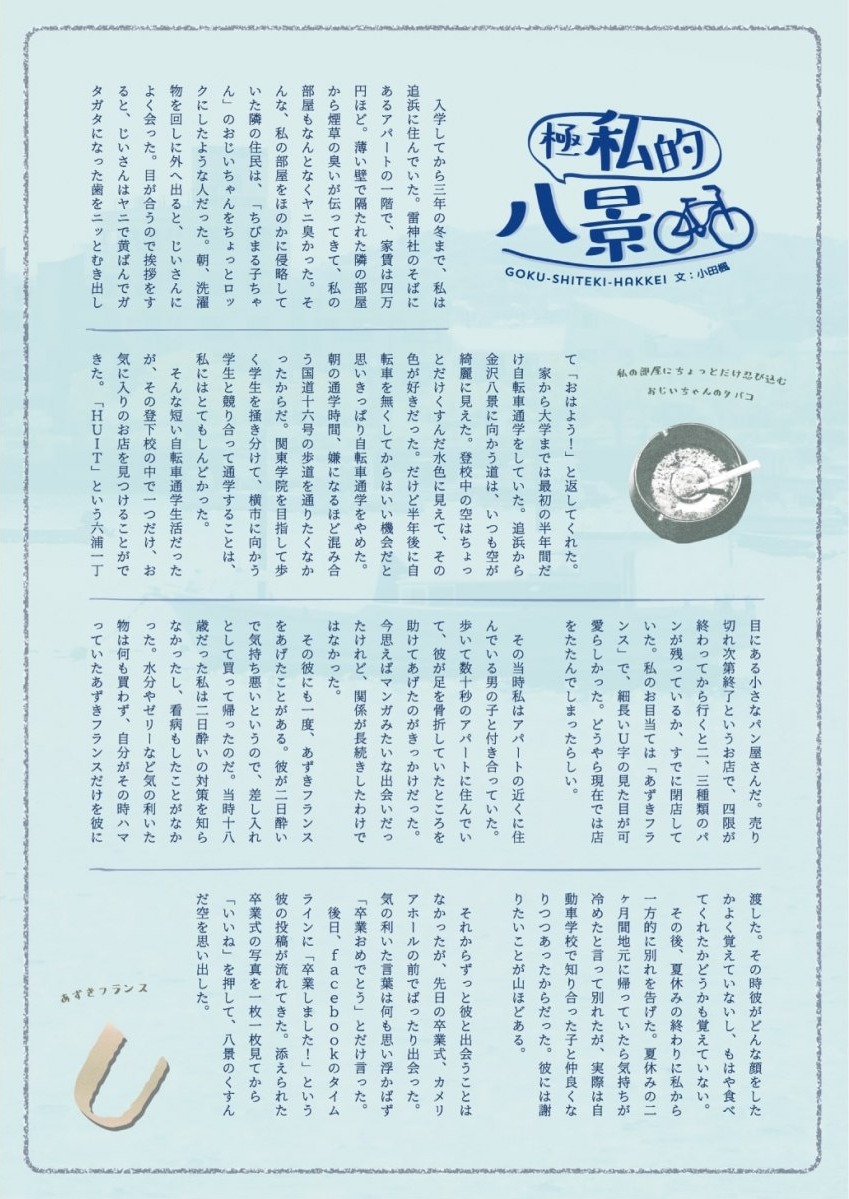 極私的
八景
GOKU-SHITEKI-HAKKEI 文：小田楓
　入学してから三年の冬まで、私は
追浜に住んでいた。雷神社のそばに
あるアパートの一階で、家賃は四万
円ほど。薄い壁で隔たれた隣の部屋
から煙草の臭いが伝ってきて、私の
部屋もなんとなくヤニ臭かった。そ
んな、私の部屋をほのかに侵略して
いた隣の住民は、「ちびまる子ちゃ
ん」のおじいちゃんをちょっとロッ
クにしたような人だった。朝、洗濯
物を回しに外へ出ると、じいさんに
よく会った。目が合うので挨拶をす
ると、じいさんはヤニで黄ばんでガ
タガタになった歯をニッとむき出し
私の部屋にちょっとだけ忍び込む
おじいちゃんのタバコ
て「おはよう！」と返してくれた。
　家から大学までは最初の半年間だ
け自転車通学をしていた。追浜から
金沢八景に向かう道は、いつも空が
綺麗に見えた。登校中の空はちょっ
とだけくすんだ水色に見えて、その
色が好きだった。だけど半年後に自
転車を無くしてからはいい機会だと
思いきっぱり自転車通学をやめた。
朝の通学時間、嫌になるほど混み合
う国道十六号の歩道を通りたくなか
ったからだ。関東学院を目指して歩
く学生を掻き分けて、横市に向かう
学生と競り合って通学することは、
私にはとてもしんどかった。
　そんな短い自転車通学生活だった
が、その登下校の中で一つだけ、お
気に入りのお店を見つけることがで
きた。「ＨＵＩＴ」という六浦一丁
目にある小さなパン屋さんだ。売り
切れ次第終了というお店で、四限が
終わってから行くと二、三種類のパ
ンが残っているか、すでに閉店して
いた。私のお目当ては「あずきフラ
ンス」で、細長いＵ字の見た目が可
愛らしかった。どうやら現在では店
をたたんでしまったらしい。
　その当時私はアパートの近くに住
んでいる男の子と付き合っていた。
歩いて数十秒のアパートに住んでい
て、彼が足を骨折していたところを
助けてあげたのがきっかけだった。
今思えばマンガみたいな出会いだっ
たけれど、関係が長続きしたわけで
はなかった。
　その彼にも一度、あずきフランス
をあげたことがある。彼が二日酔い
で気持ち悪いというので、差し入れ
として買って帰ったのだ。当時十八
歳だった私は二日酔いの対策を知ら
なかったし、看病もしたことがなか
った。水分やゼリーなど気の利いた
物は何も買わず、自分がその時ハマ
っていたあずきフランスだけを彼に
渡した。その時彼がどんな顔をした
かよく覚えていないし、もはや食べ
てくれたかどうかも覚えていない。
　その後、夏休みの終わりに私から
一方的に別れを告げた。夏休みの二
ヶ月間地元に帰っていたら気持ちが
冷めたと言って別れたが、実際は自
動車学校で知り合った子と仲良くな
りつつあったからだった。彼には謝
りたいことが山ほどある。
　それからずっと彼と出会うことは
なかったが、先日の卒業式、カメリ
アホールの前でばったり出会った。
気の利いた言葉は何も思い浮かばず
「卒業おめでとう」とだけ言った。
　後日、ｆａｃｅｂｏｏｋのタイム
ラインに「卒業しました！」という
彼の投稿が流れてきた。添えられた
卒業式の写真を一枚一枚見てから
「いいね」を押して、八景のくすん
だ空を思い出した。
あずきフランス